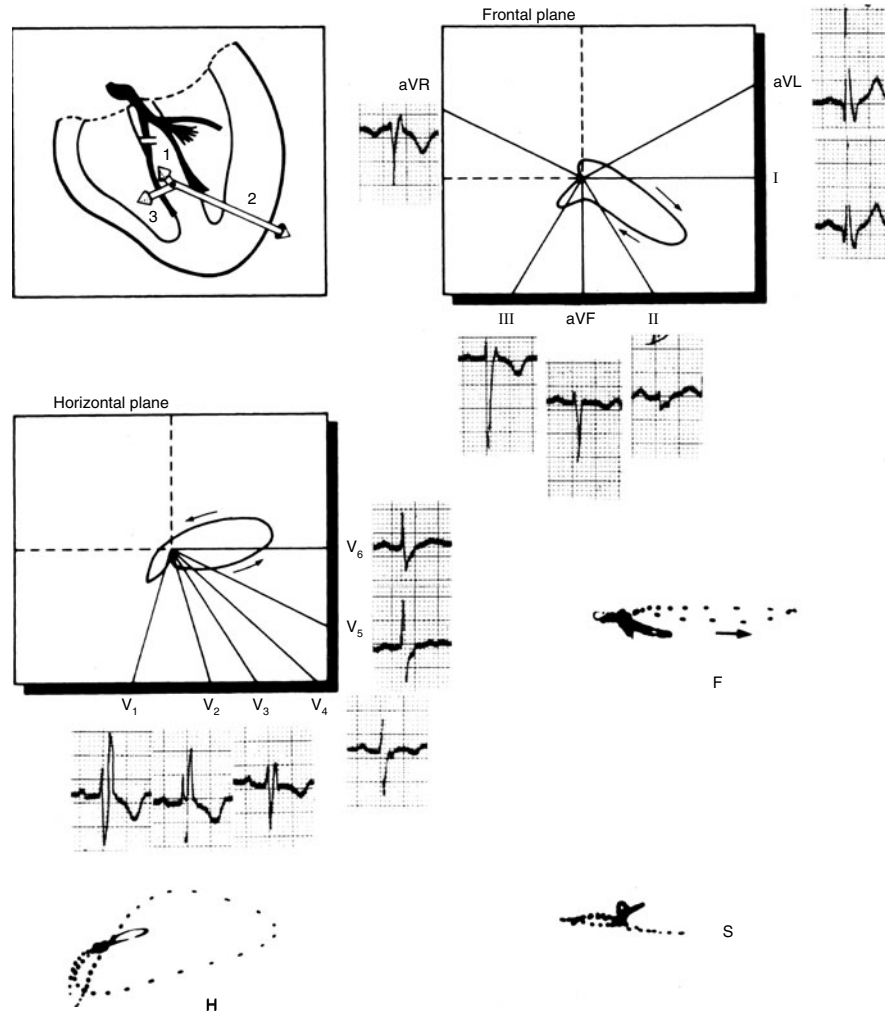 Frontal plane
aVR
aVL
1
2
3
I
III
aVF
II
Horizontal plane
V6
V5
V1
V2
V3
V4
F
S
H